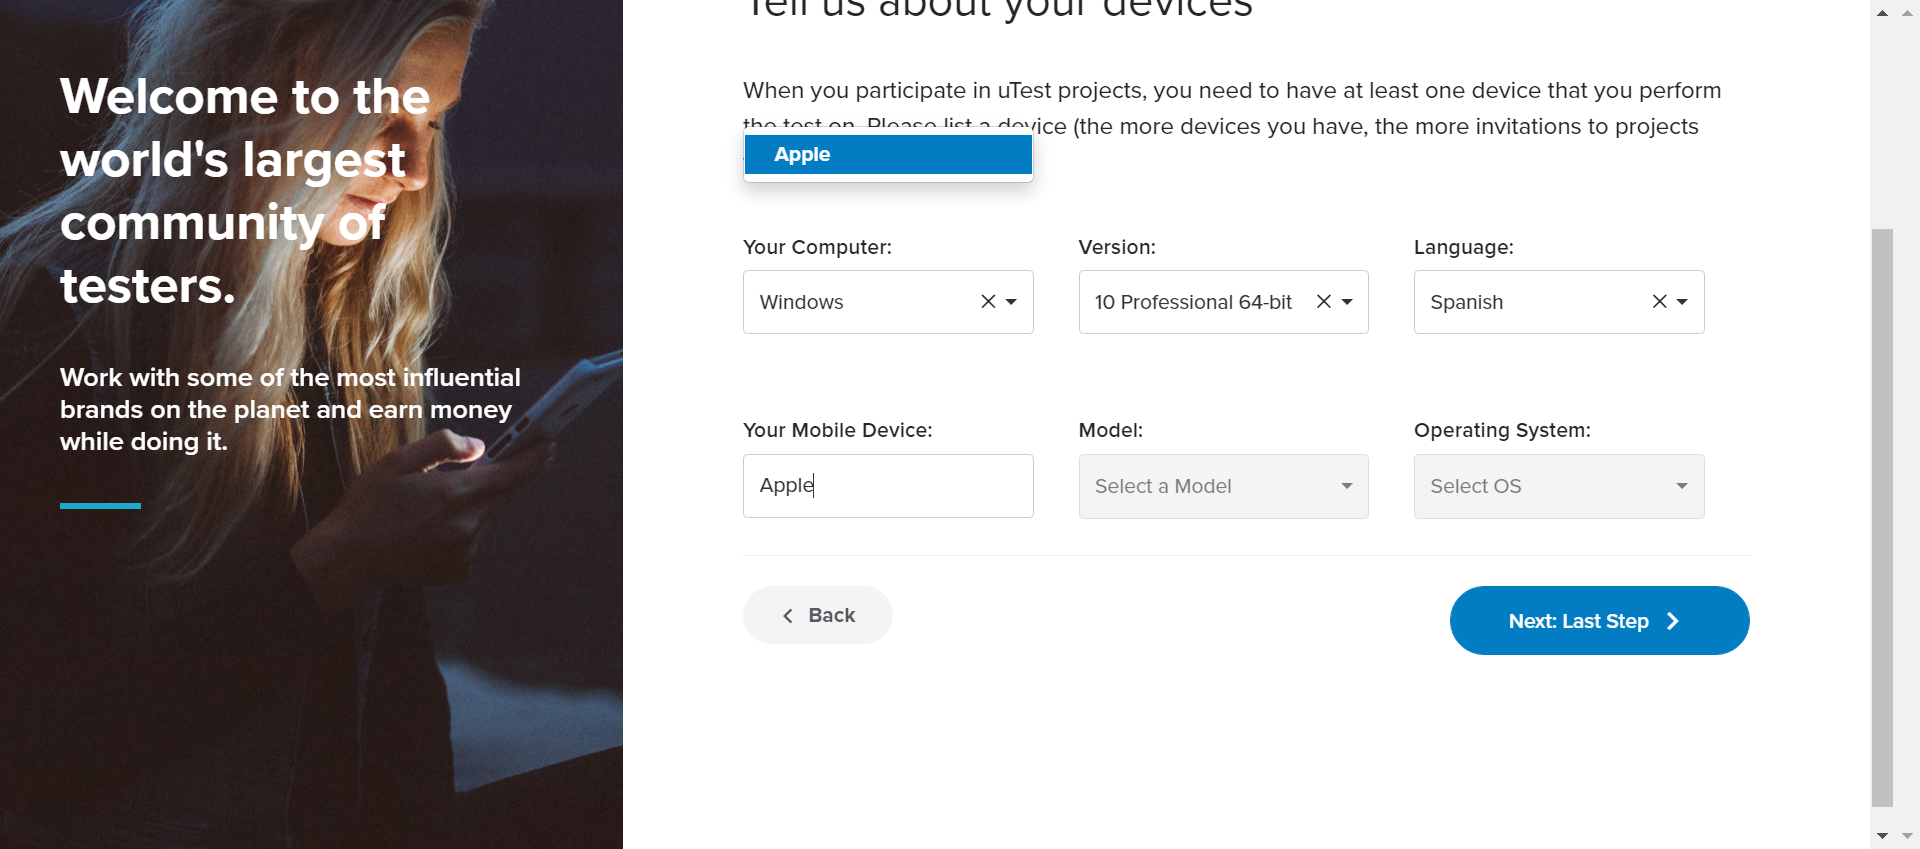 Welcome to the
world's largest
community of
testers.
Work with some of the most influential
brands on the planet and earn money
while doing it.
Tell us about your devices
When you participate in uTest projects, you need to have at least one device that you perform
the test on. Please list a device (the more devices you have, the more invitations to projects
Apple
Your Computer: Version: Language:
Windows 10 Professional 64-bit Spanish
Your Mobile Device: Model: Operating System:
Apple Select a Model Select OS
Back Next: Last Step